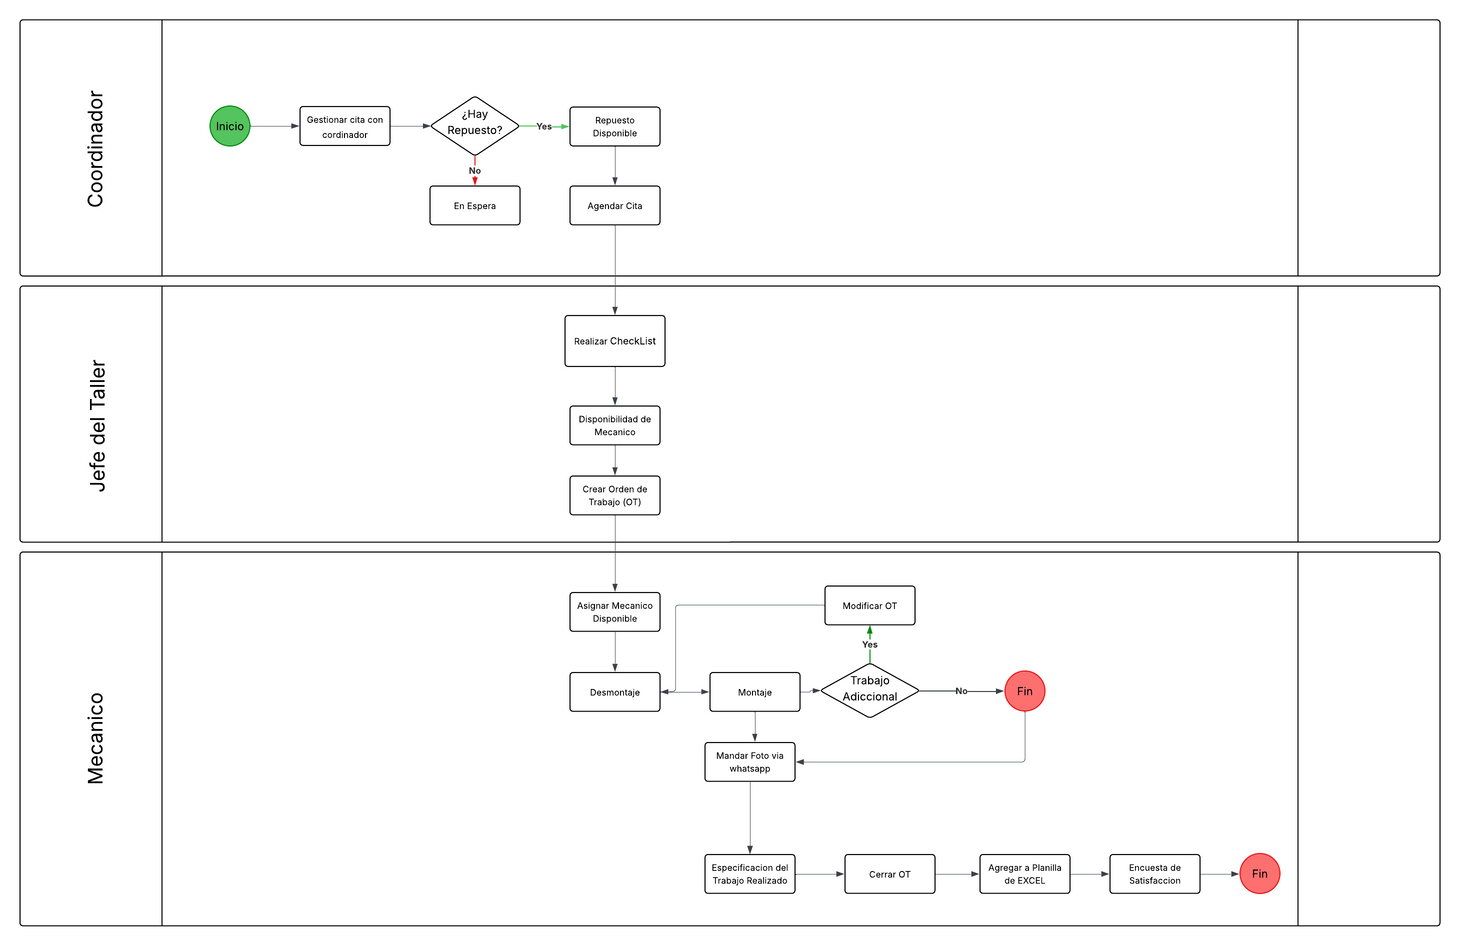 Coordinador
Inicio
Gestionar cita con
cordinador
¿Hay
Repuesto?
Yes
Repuesto
Disponible
No
En Espera
Agendar Cita
Jefe del Taller
Realizar CheckList
Disponibilidad de
Mecanico
Crear Orden de
Trabajo (OT)
Mecanico
Asignar Mecanico
Disponible
Modificar OT
Yes
Desmontaje
Montaje
Trabajo
Adiccional
No
Fin
Mandar Foto via
whatsapp
Especificacion del
Trabajo Realizado
Cerrar OT
Agregar a Planilla
de EXCEL
Encuesta de
Satisfaccion
Fin